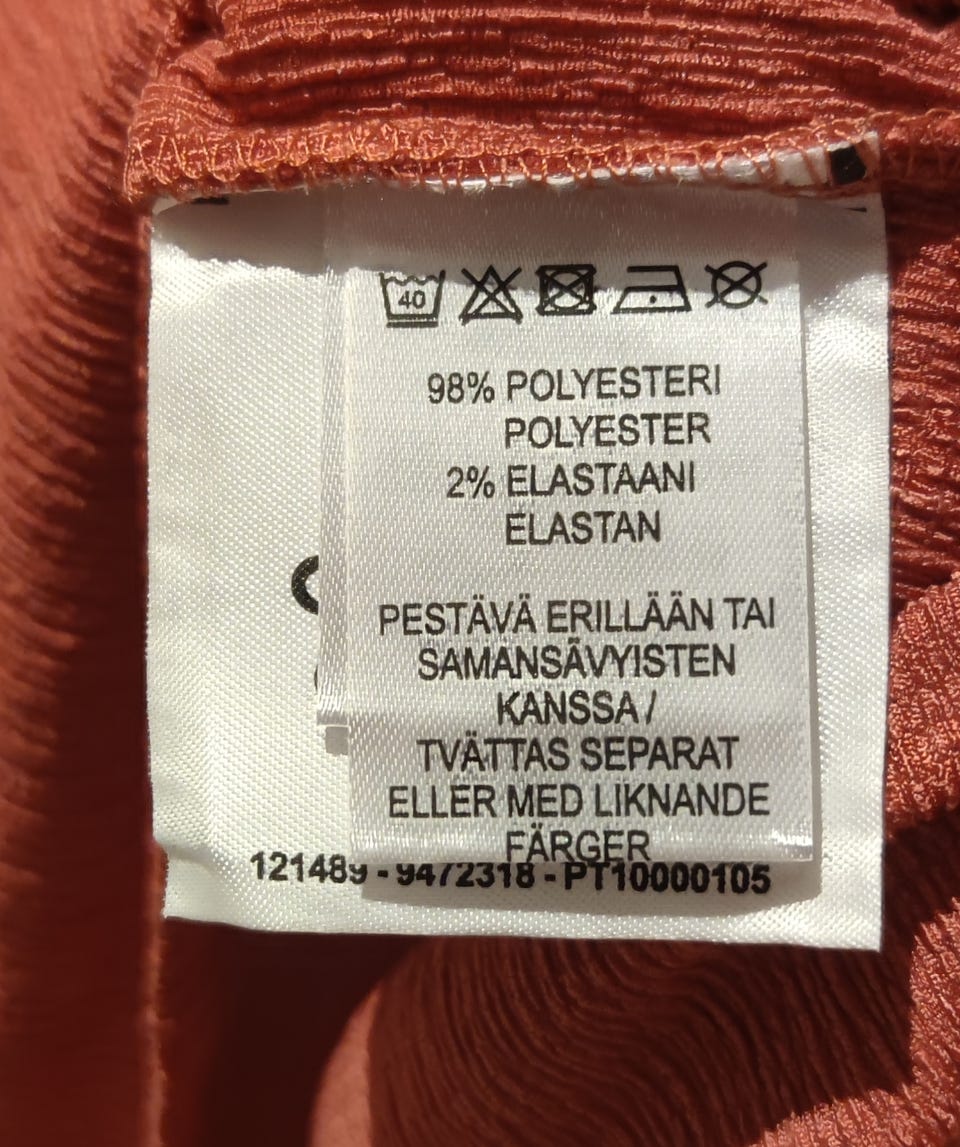 40
98% POLYESTERI
POLYESTER
2% ELASTAANI
ELASTAN
PESTÄVÄ ERILLÄÄN TAI
SAMANSÄVYISTEN
KANSSA /
TVÄTTAS SEPARAT
ELLER MED LIKNANDE
FÄRGER
121489 - 9472318 - PT10000105